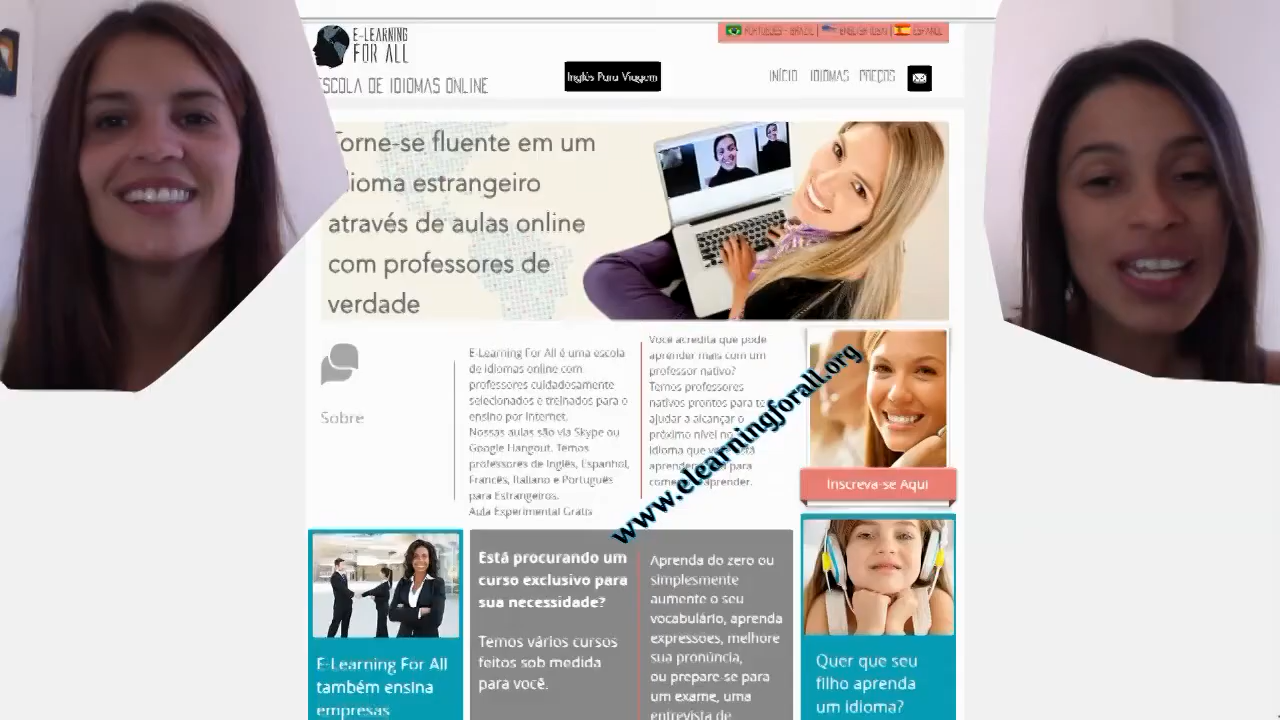 E-LEARNING
FOR ALL
ESCOLA DE IDIOMAS ONLINE
PORTUGUÊS - BRAZIL
ESPAÑOL
Inglês Para Viagem
INÍCIO IDIOMAS PREÇOS
Torne-se fluente em um
idioma estrangeiro
através de aulas online
com professores de
verdade
Sobre
E-Learning For All é uma escola
de idiomas online com
professores cuidadosamente
selecionados e treinados para o
ensino por Internet.
Nossas aulas são via Skype ou
Google Hangout. Temos
professores de Inglês, Espanhol,
Francês, Italiano e Português
para Estrangeiros.
Aula Experimental Gratis
Você acredita que pode
aprender mais com um
professor nativo?
Temos professores
nativos prontos para te
ajudar a alcançar o
próximo nível no
idioma que
para
aprender.
www.elearningforall.org
Inscreva-se Aqui
E-Learning For All
também ensina
empresas
Está procurando um
curso exclusivo para
sua necessidade?
Temos vários cursos
feitos sob medida
para você.
Aprenda do zero ou
simplesmente
aumente o seu
vocabulário, aprenda
expressões, melhore
sua pronúncia,
ou prepare-se para
um exame, uma
entrevista de
Quer que seu
filho aprenda
um idioma?